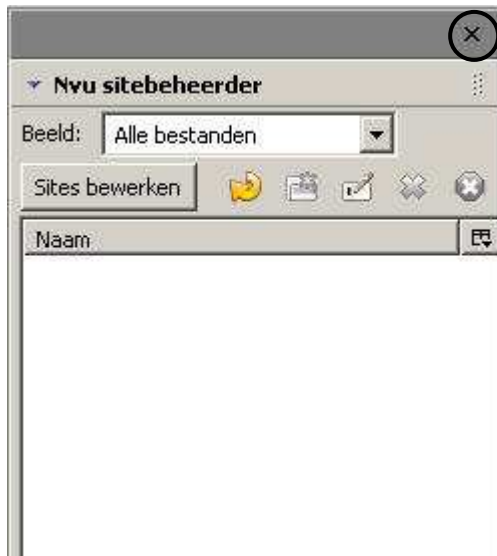 Nvu sitebeheerder
Beeld: Alle bestanden
Sites bewerken
Naam